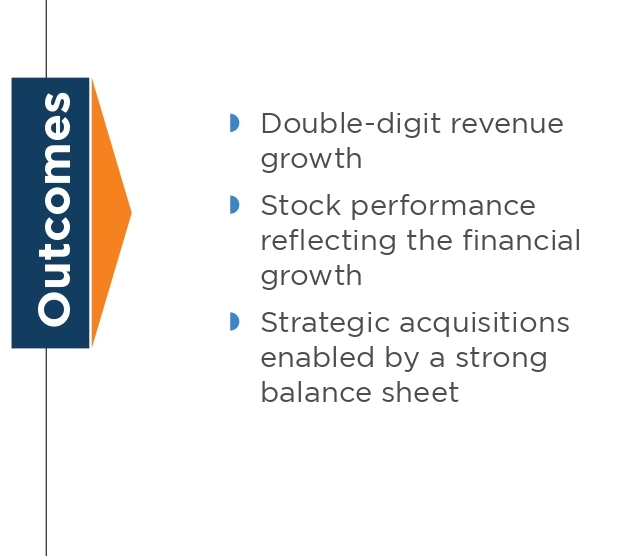 Outcomes
Double-digit revenue
growth
Stock performance
reflecting the financial
growth
Strategic acquisitions
enabled by a strong
balance sheet